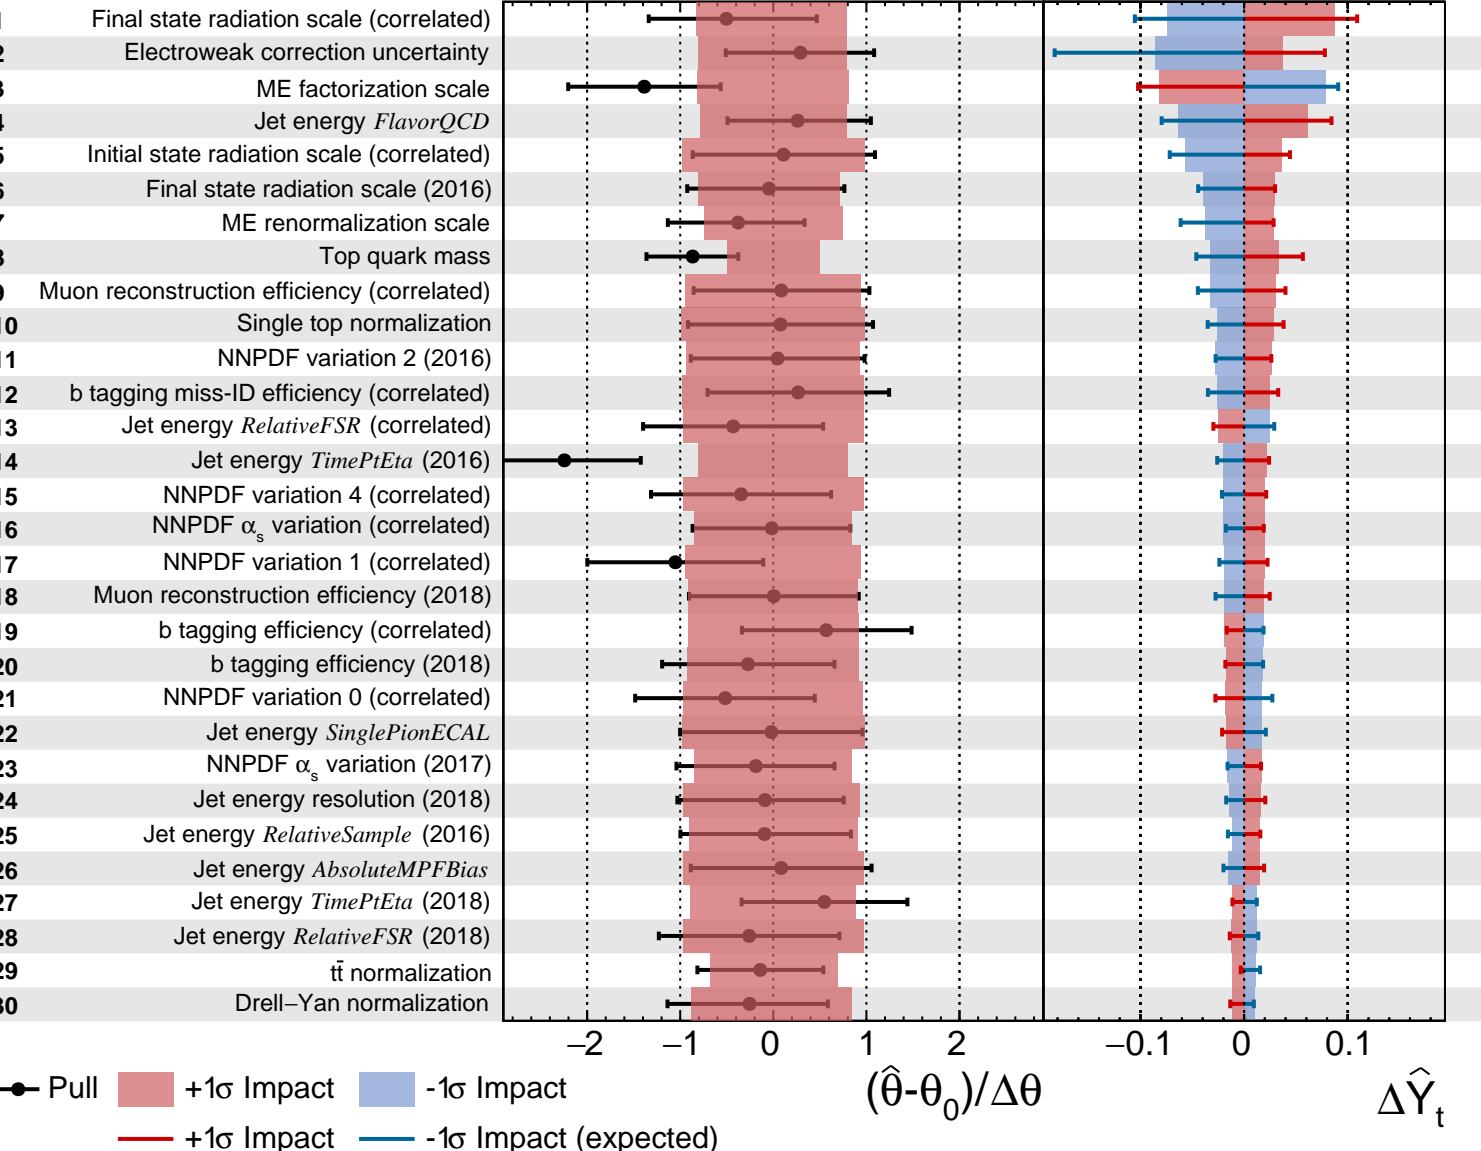 Final state radiation scale (correlated)
Electroweak correction uncertainty
ME factorization scale
Jet energy FlavorQCD
Initial state radiation scale (correlated)
Final state radiation scale (2016)
ME renormalization scale
Top quark mass
Muon reconstruction efficiency (correlated)
10 Single top normalization
11 NNPDF variation 2 (2016)
12 b tagging miss-ID efficiency (correlated)
13 Jet energy RelativeFSR (correlated)
14 Jet energy TimePtEta (2016)
15 NNPDF variation 4 (correlated)
16 NNPDF αs variation (correlated)
17 NNPDF variation 1 (correlated)
18 Muon reconstruction efficiency (2018)
19 b tagging efficiency (correlated)
20 b tagging efficiency (2018)
21 NNPDF variation 0 (correlated)
22 Jet energy SinglePionECAL
23 NNPDF αs variation (2017)
24 Jet energy resolution (2018)
25 Jet energy RelativeSample (2016)
26 Jet energy AbsoluteMPFBias
27 Jet energy TimePtEta (2018)
28 Jet energy RelativeFSR (2018)
29 tt̄ normalization
30 Drell−Yan normalization
−2 −1 0 1 2 −0.1 0 0.1
Pull +1σ Impact -1σ Impact (θ̂-θ₀)/Δθ ΔŶt
+1σ Impact -1σ Impact (expected)